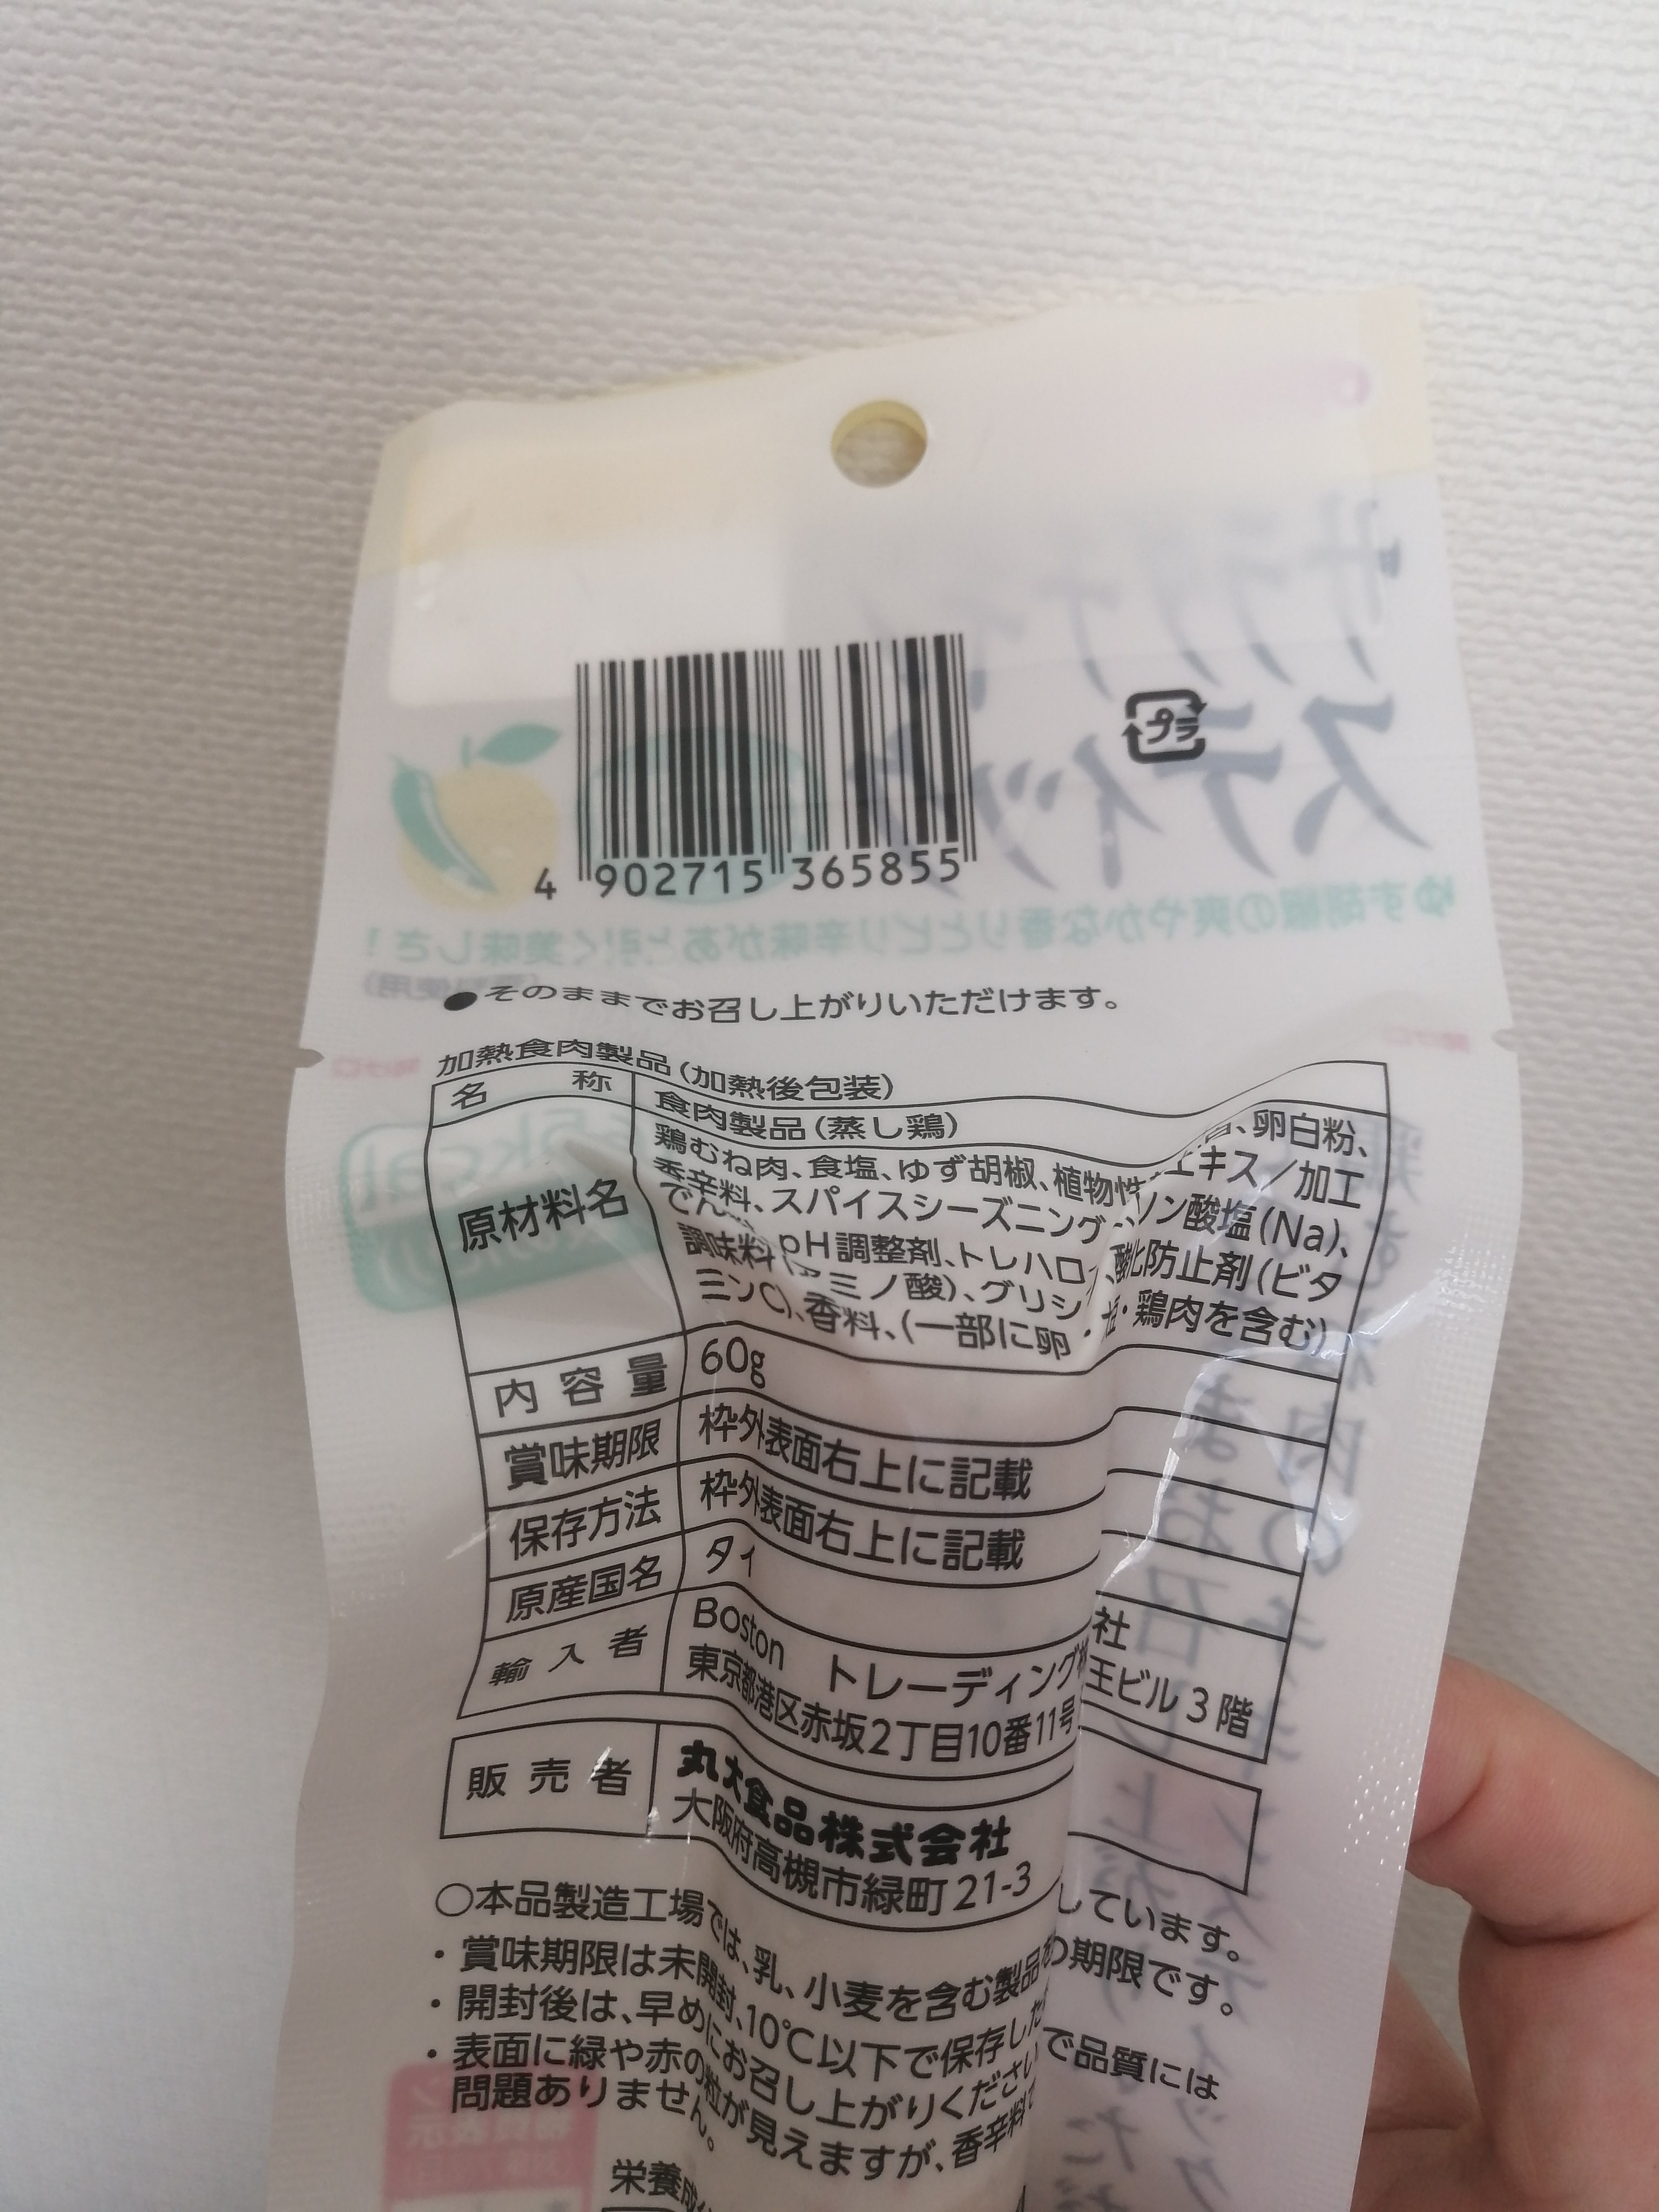 プラ
4 902715 365855
●そのままでお召し上がりいただけます。
加熱食肉製品(加熱後包装)
名 称 食肉製品(蒸し鶏)
原材料名 鶏むね肉、食塩、ゆず胡椒、植物性 、卵白粉、
香辛料、スパイスシーズニング エキス/加工
でん pH調整剤、トレハロ ン酸塩(Na)、
調味料(アミノ酸)、グリシ 、酸化防止剤(ビタ
ミンC)、香料、(一部に卵・ ・鶏肉を含む)
内容量 60g
賞味期限 枠外表面右上に記載
保存方法 枠外表面右上に記載
原産国名 タイ
輸入者 Boston トレーディング 社
東京都港区赤坂2丁目10番11号 王ビル3階
販売者 丸大食品株式会社
大阪府高槻市緑町21-3
○本品製造工場では、乳、小麦を含む製品 しています。
・賞味期限は未開封、10℃以下で保存した の期限です。
・開封後は、早めにお召し上がりください
・表面に緑や赤の粒が見えますが、香辛料 で品質には
問題ありません。
栄養成